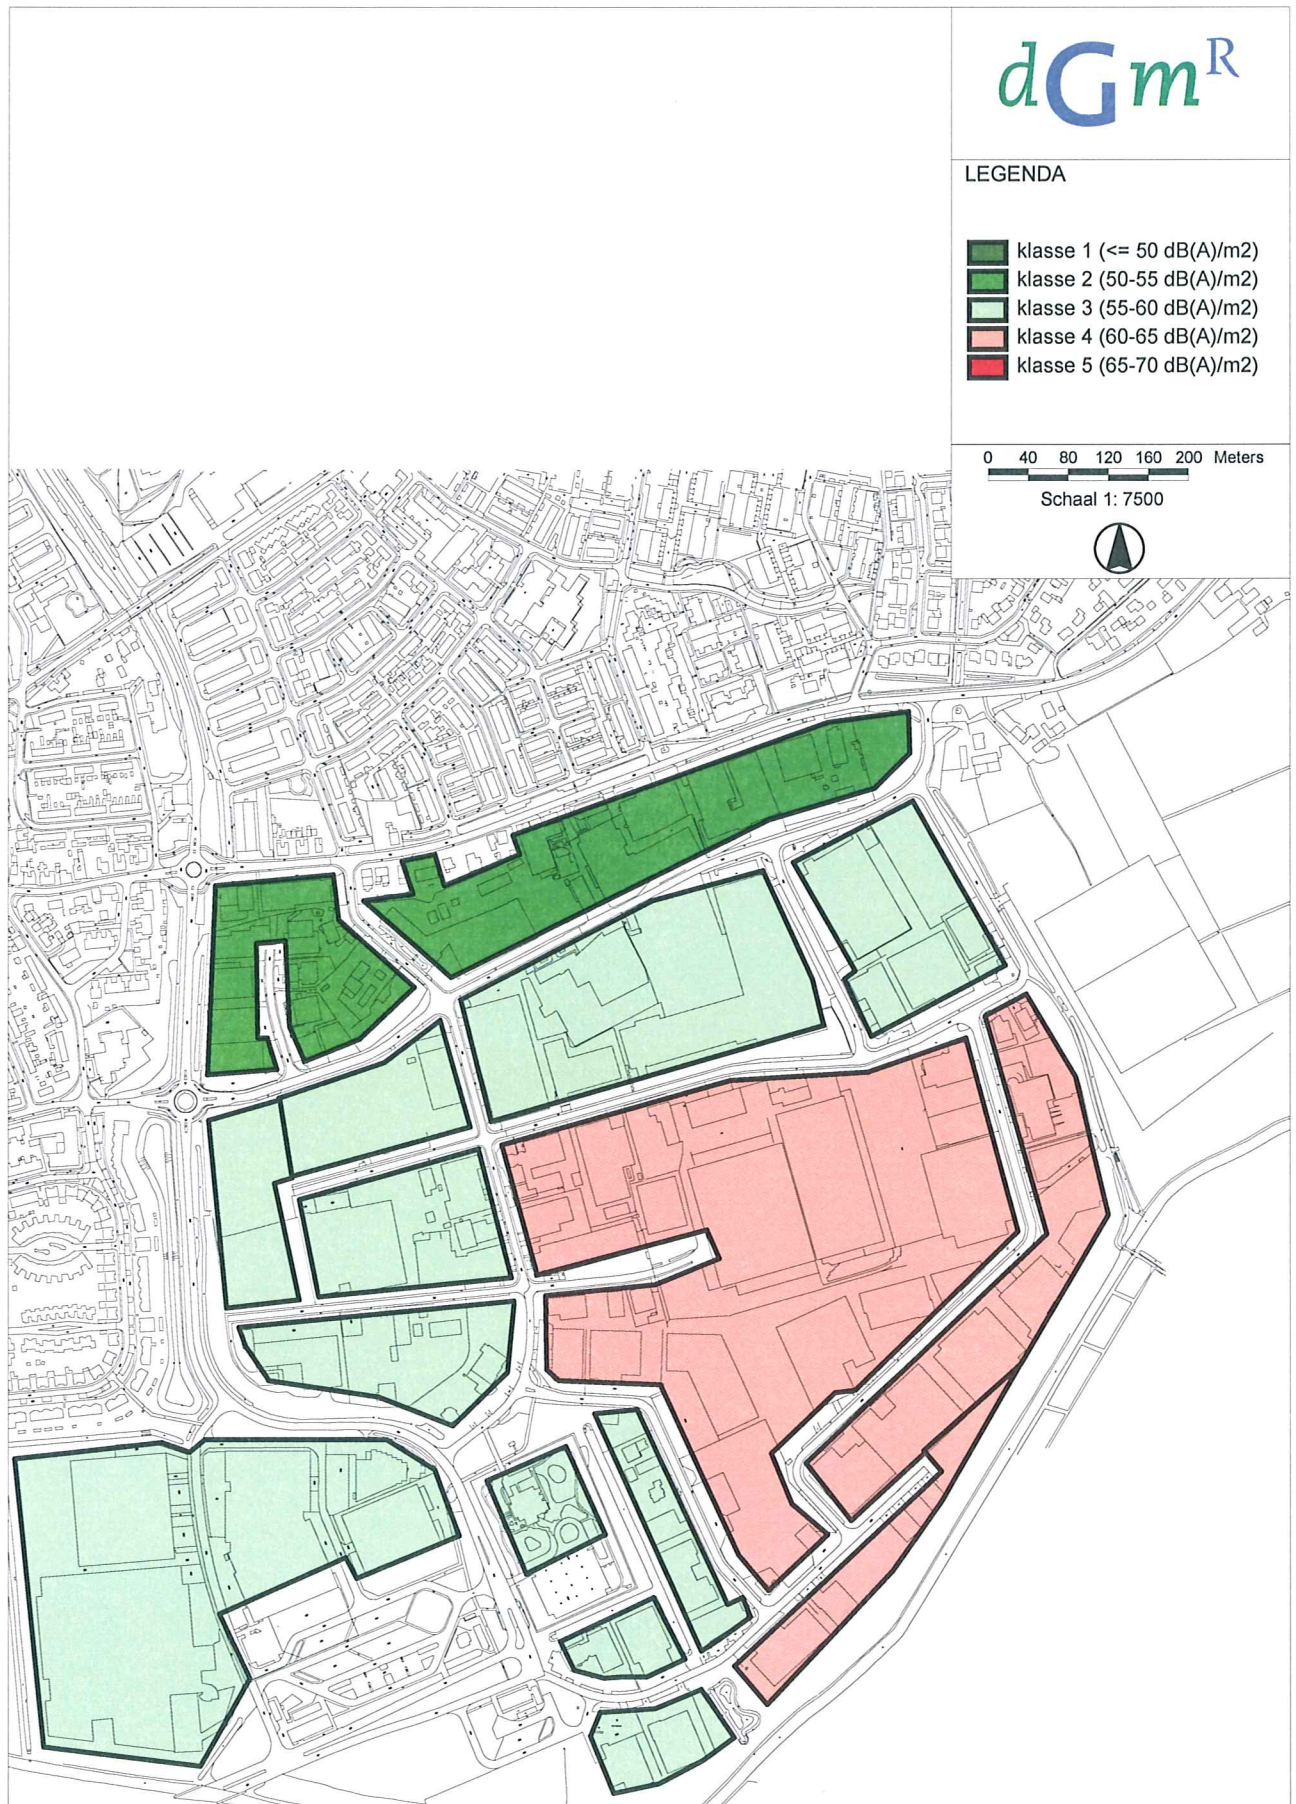 dGmR
LEGENDA
klasse 1 (<= 50 dB(A)/m2)
klasse 2 (50-55 dB(A)/m2)
klasse 3 (55-60 dB(A)/m2)
klasse 4 (60-65 dB(A)/m2)
klasse 5 (65-70 dB(A)/m2)
0 40 80 120 160 200 Meters
Schaal 1: 7500